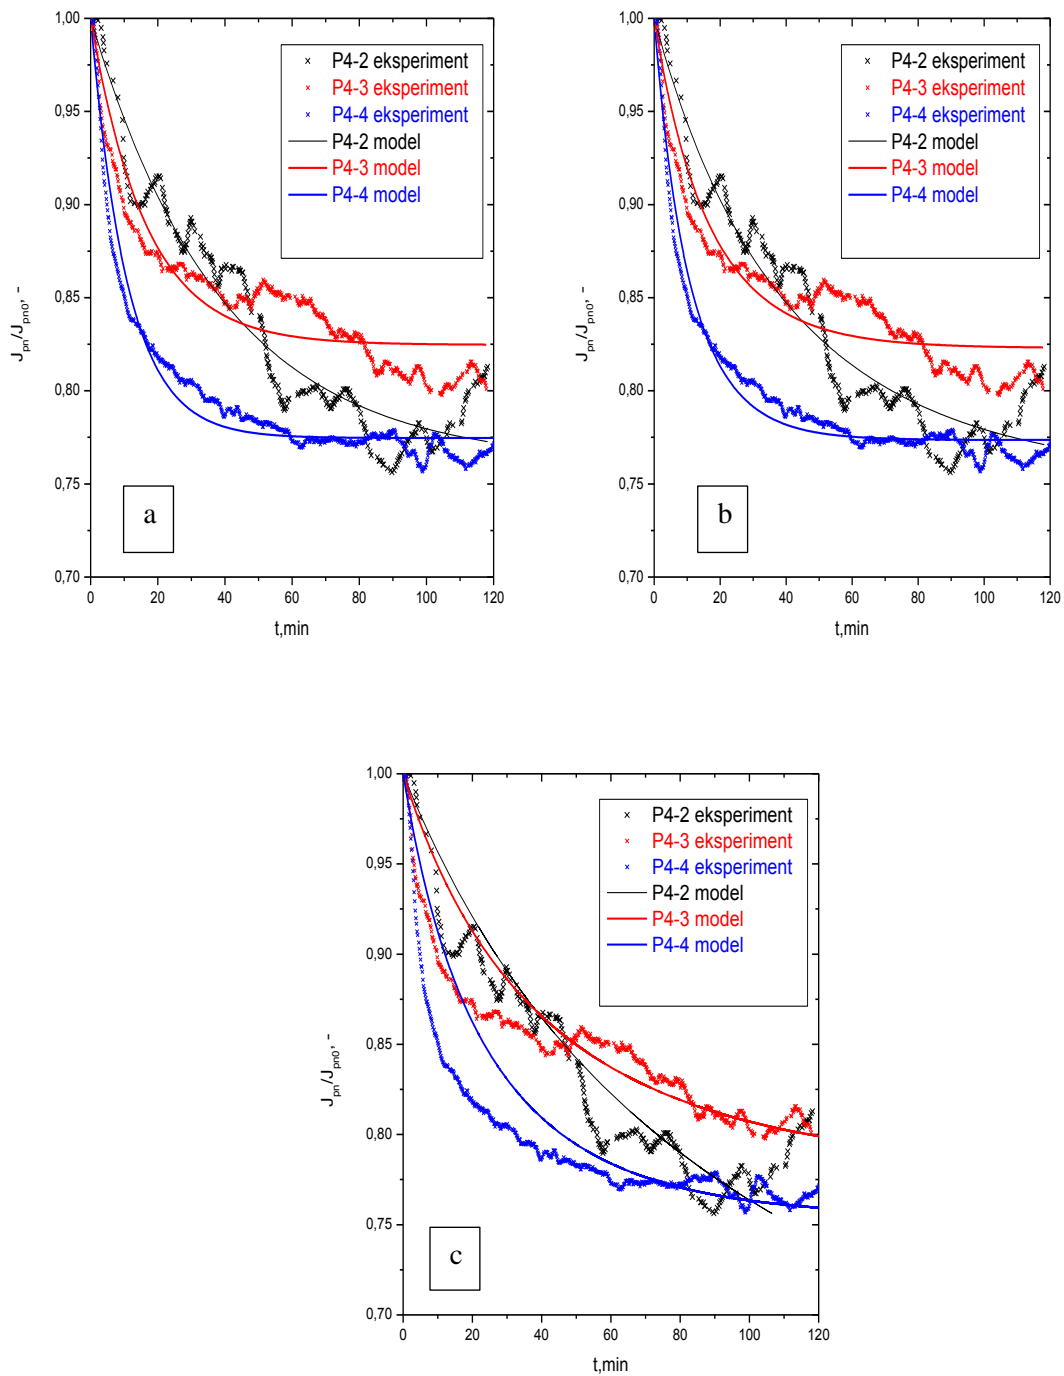 1,00
0,95
0,90
0,85
0,80
0,75
0,70
J_pn/J_pn0, -
P4-2 eksperiment
P4-3 eksperiment
P4-4 eksperiment
P4-2 model
P4-3 model
P4-4 model
a
0 20 40 60 80 100 120
t,min
1,00
0,95
0,90
0,85
0,80
0,75
0,70
J_pn/J_pn0, -
P4-2 eksperiment
P4-3 eksperiment
P4-4 eksperiment
P4-2 model
P4-3 model
P4-4 model
b
0 20 40 60 80 100 120
t,min
1,00
0,95
0,90
0,85
0,80
0,75
0,70
J_pn/J_pn0, -
P4-2 eksperiment
P4-3 eksperiment
P4-4 eksperiment
P4-2 model
P4-3 model
P4-4 model
c
0 20 40 60 80 100 120
t,min